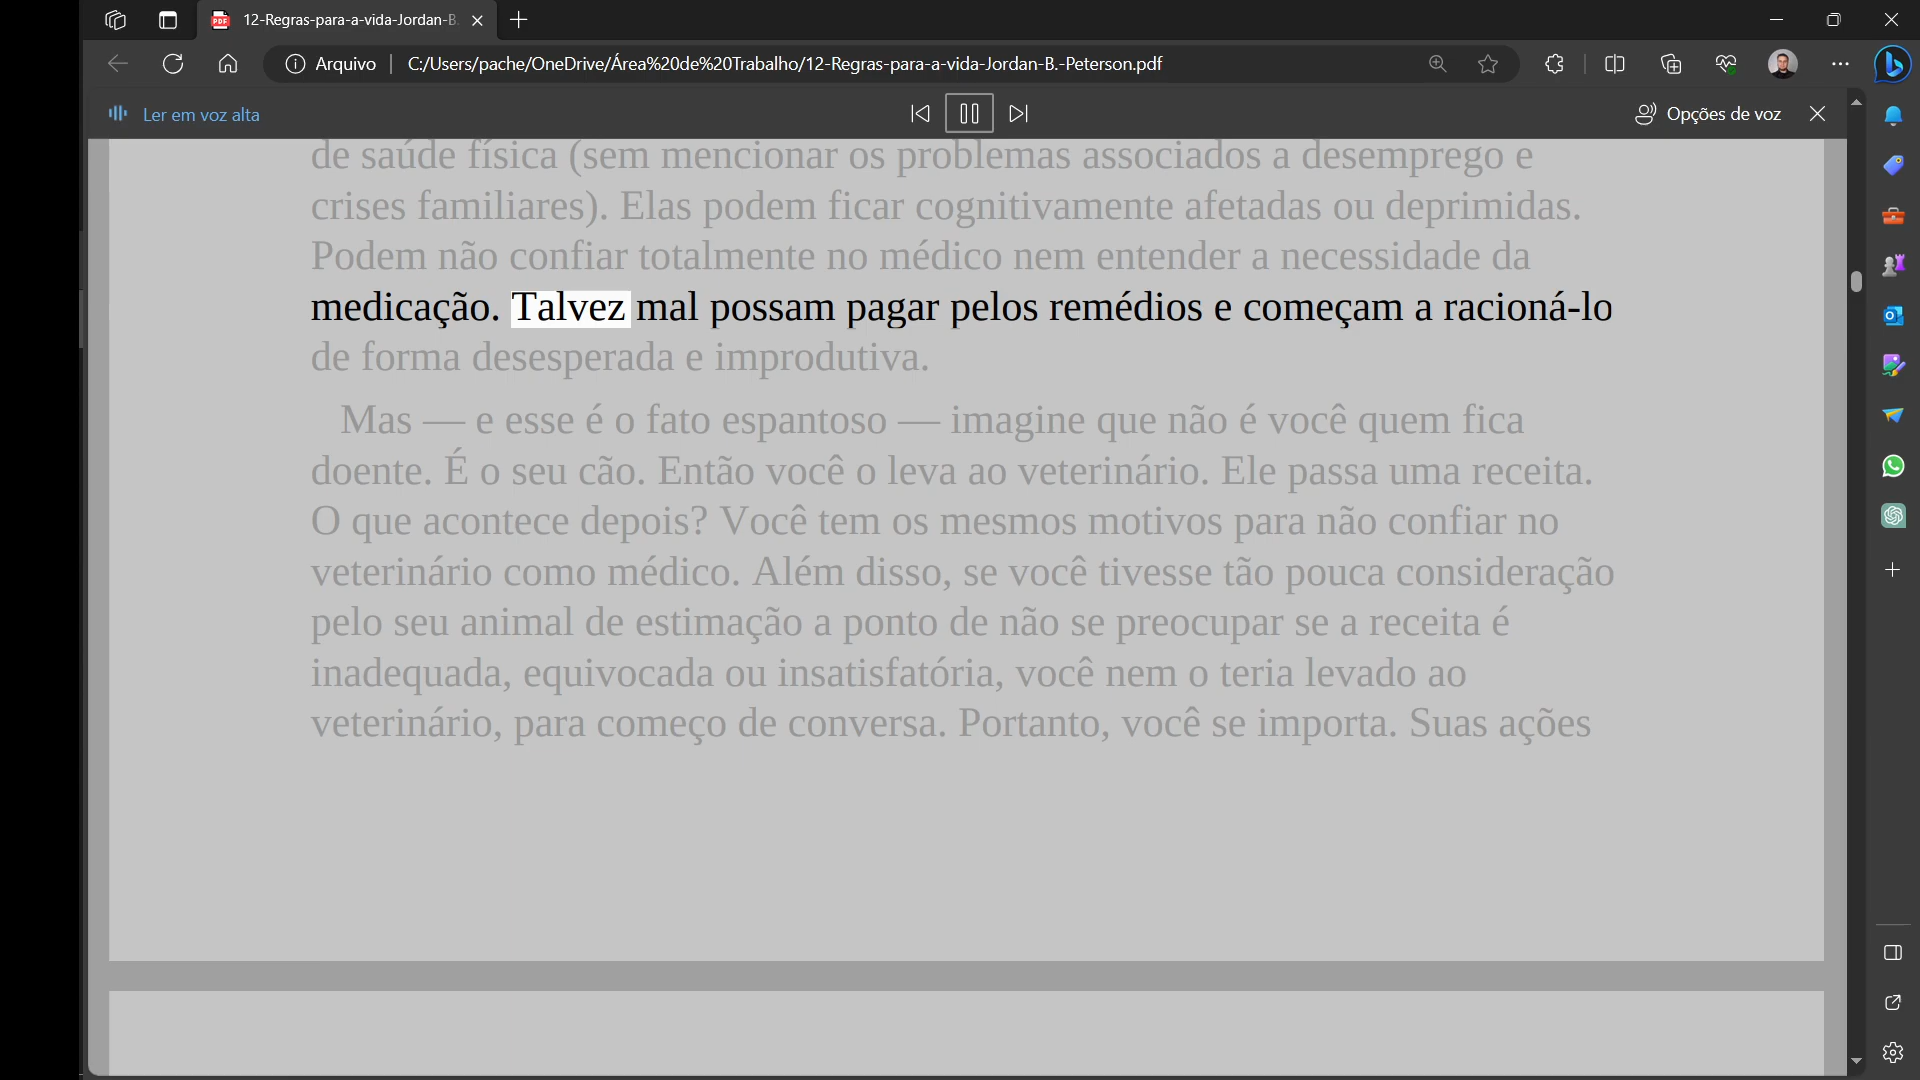 12-Regras-para-a-vida-Jordan-B.
Arquivo
C:/Users/pache/OneDrive/Área%20de%20Trabalho/12-Regras-para-a-vida-Jordan-B.-Peterson.pdf
Ler em voz alta
Opções de voz
de saúde física (sem mencionar os problemas associados a desemprego e
crises familiares). Elas podem ficar cognitivamente afetadas ou deprimidas.
Podem não confiar totalmente no médico nem entender a necessidade da
medicação. Talvez mal possam pagar pelos remédios e começam a racioná-lo
de forma desesperada e improdutiva.
Mas — e esse é o fato espantoso — imagine que não é você quem fica
doente. É o seu cão. Então você o leva ao veterinário. Ele passa uma receita.
O que acontece depois? Você tem os mesmos motivos para não confiar no
veterinário como médico. Além disso, se você tivesse tão pouca consideração
pelo seu animal de estimação a ponto de não se preocupar se a receita é
inadequada, equivocada ou insatisfatória, você nem o teria levado ao
veterinário, para começo de conversa. Portanto, você se importa. Suas ações